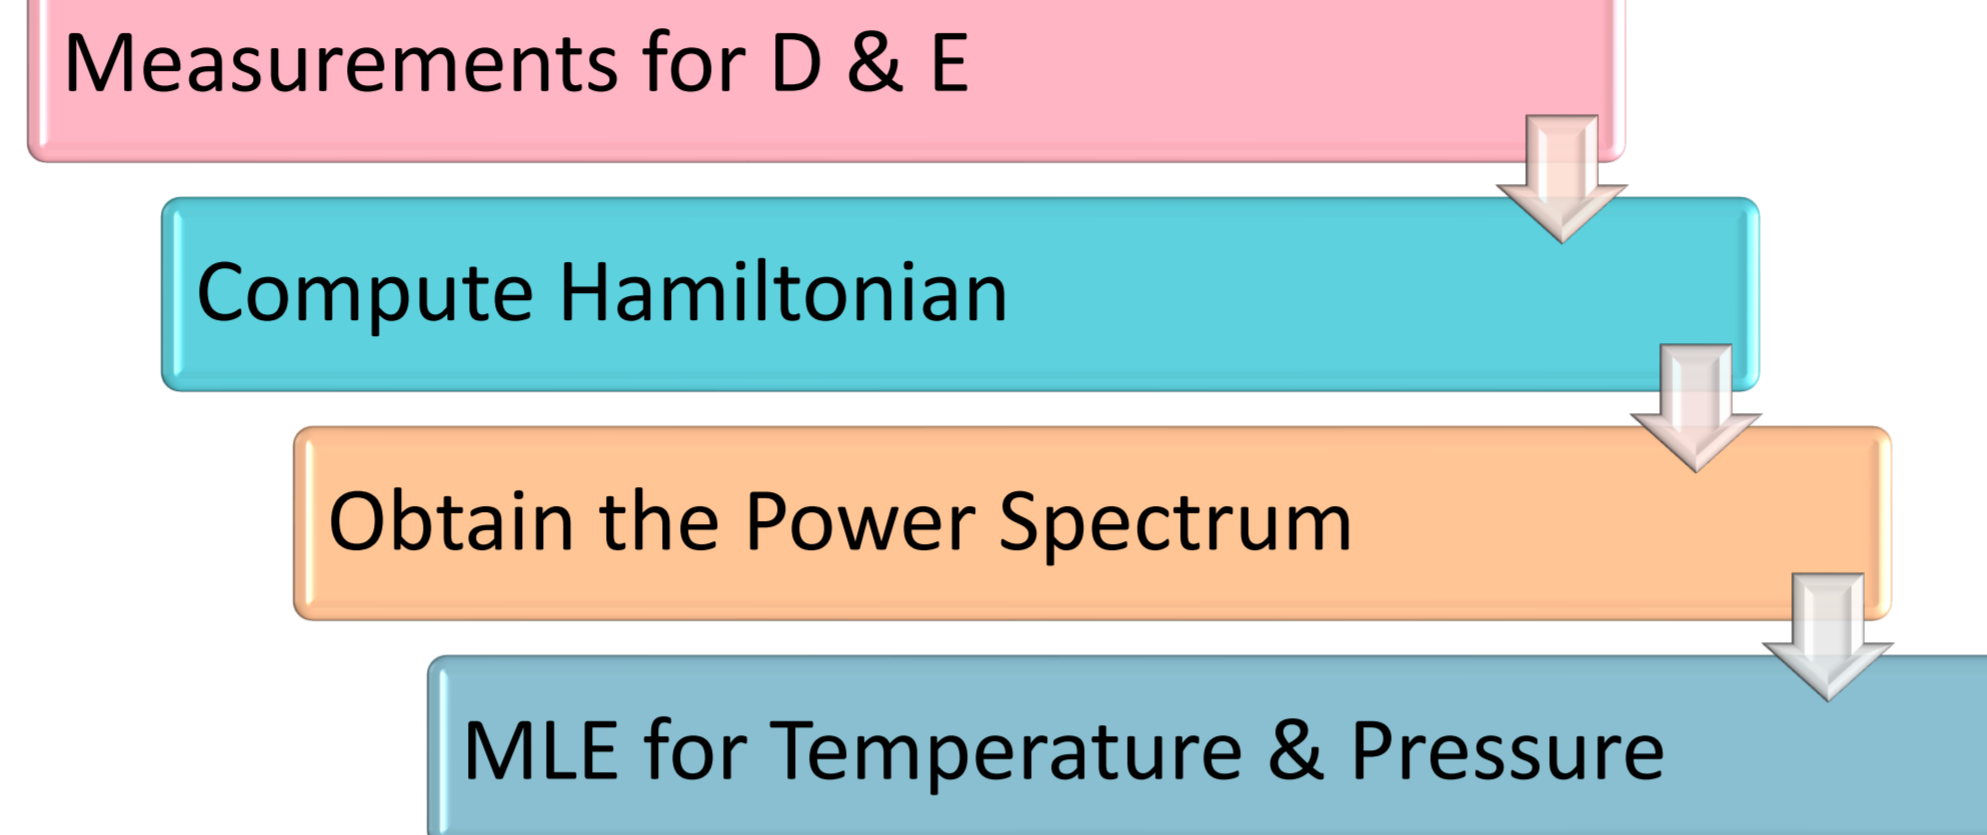 Measurements for D & E
Compute Hamiltonian
Obtain the Power Spectrum
MLE for Temperature & Pressure